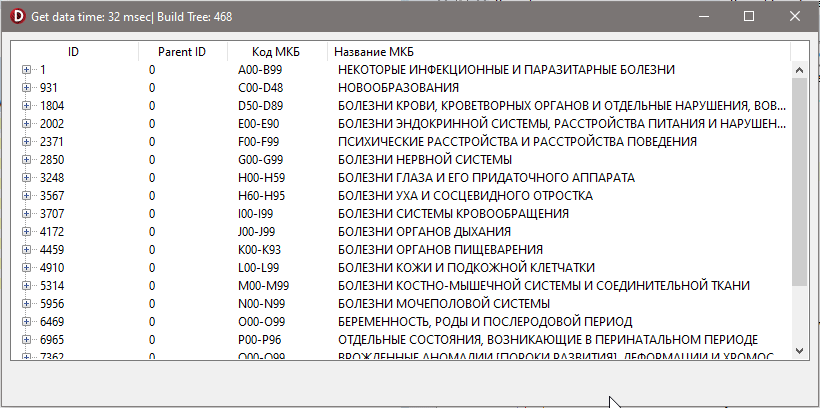 Get data time: 32 msec| Build Tree: 468
ID Parent ID Код МКБ Название МКБ
1 0 A00-B99 НЕКОТОРЫЕ ИНФЕКЦИОННЫЕ И ПАРАЗИТАРНЫЕ БОЛЕЗНИ
931 0 C00-D48 НОВООБРАЗОВАНИЯ
1804 0 D50-D89 БОЛЕЗНИ КРОВИ, КРОВЕТВОРНЫХ ОРГАНОВ И ОТДЕЛЬНЫЕ НАРУШЕНИЯ, ВОВ...
2002 0 E00-E90 БОЛЕЗНИ ЭНДОКРИННОЙ СИСТЕМЫ, РАССТРОЙСТВА ПИТАНИЯ И НАРУШЕН...
2371 0 F00-F99 ПСИХИЧЕСКИЕ РАССТРОЙСТВА И РАССТРОЙСТВА ПОВЕДЕНИЯ
2850 0 G00-G99 БОЛЕЗНИ НЕРВНОЙ СИСТЕМЫ
3248 0 H00-H59 БОЛЕЗНИ ГЛАЗА И ЕГО ПРИДАТОЧНОГО АППАРАТА
3567 0 H60-H95 БОЛЕЗНИ УХА И СОСЦЕВИДНОГО ОТРОСТКА
3707 0 I00-I99 БОЛЕЗНИ СИСТЕМЫ КРОВООБРАЩЕНИЯ
4172 0 J00-J99 БОЛЕЗНИ ОРГАНОВ ДЫХАНИЯ
4459 0 K00-K93 БОЛЕЗНИ ОРГАНОВ ПИЩЕВАРЕНИЯ
4910 0 L00-L99 БОЛЕЗНИ КОЖИ И ПОДКОЖНОЙ КЛЕТЧАТКИ
5314 0 M00-M99 БОЛЕЗНИ КОСТНО-МЫШЕЧНОЙ СИСТЕМЫ И СОЕДИНИТЕЛЬНОЙ ТКАНИ
5956 0 N00-N99 БОЛЕЗНИ МОЧЕПОЛОВОЙ СИСТЕМЫ
6469 0 O00-O99 БЕРЕМЕННОСТЬ, РОДЫ И ПОСЛЕРОДОВОЙ ПЕРИОД
6965 0 P00-P96 ОТДЕЛЬНЫЕ СОСТОЯНИЯ, ВОЗНИКАЮЩИЕ В ПЕРИНАТАЛЬНОМ ПЕРИОДЕ
7362 0 Q00-Q99 ВРОЖДЕННЫЕ АНОМАЛИИ [ПОРОКИ РАЗВИТИЯ], ДЕФОРМАЦИИ И ХРОМОС...